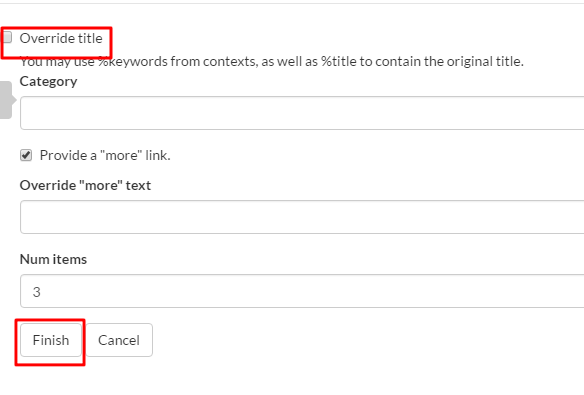 Override title
You may use %keywords from contexts, as well as %title to contain the original title.
Category
Provide a "more" link.
Override "more" text
Num items
3
Finish Cancel